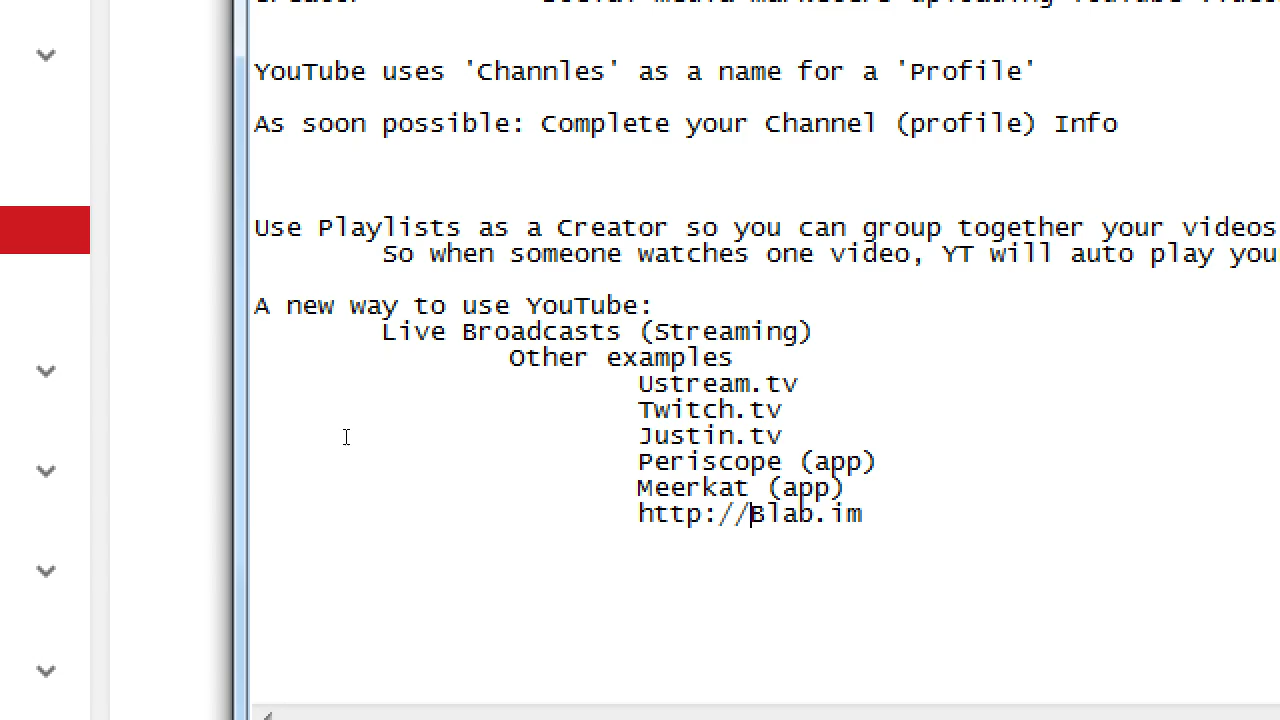 YouTube uses 'Channles' as a name for a 'Profile'
As soon possible: Complete your Channel (profile) Info
Use Playlists as a Creator so you can group together your videos
So when someone watches one video, YT will auto play you
A new way to use YouTube:
Live Broadcasts (Streaming)
Other examples
Ustream.tv
Twitch.tv
Justin.tv
Periscope (app)
Meerkat (app)
http://Blab.im